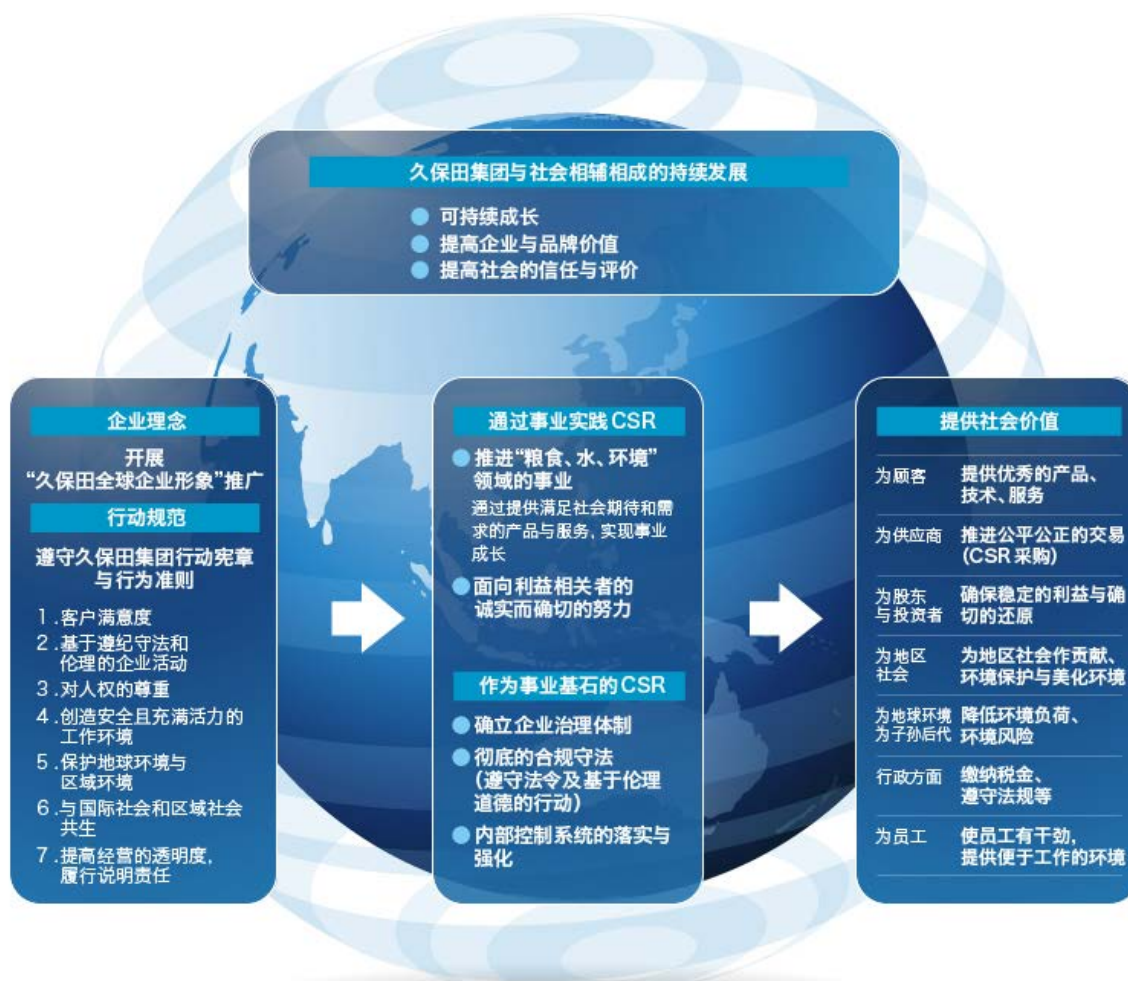 久保田集团与社会相辅相成的持续发展
● 可持续成长
● 提高企业与品牌价值
● 提高社会的信任与评价
企业理念
开展
“久保田全球企业形象”推广
行动规范
遵守久保田集团行动宪章
与行为准则
1.客户满意度
2.基于遵纪守法和
伦理的企业活动
3.对人权的尊重
4.创造安全且充满活力的
工作环境
5.保护地球环境与
区域环境
6.与国际社会和区域社会
共生
7.提高经营的透明度,
履行说明责任
通过事业实践 CSR
● 推进“粮食、水、环境”
领域的事业
通过提供满足社会期待和需
求的产品与服务, 实现事业
成长
● 面向利益相关者的
诚实而确切的努力
作为事业基石的CSR
● 确立企业治理体制
● 彻底的合规守法
(遵守法令及基于伦理
道德的行动)
● 内部控制系统的落实与
强化
提供社会价值
为顾客 提供优秀的产品、
技术、服务
为供应商 推进公平公正的交易
(CSR 采购)
为股东 确保稳定的利益与确
与投资者 切的还原
为地区 为地区社会作贡献、
社会 环境保护与美化环境
为地球环境 降低环境负荷、
为子孙后代 环境风险
行政方面 缴纳税金、
遵守法规等
为员工 使员工有干劲,
提供便于工作的环境